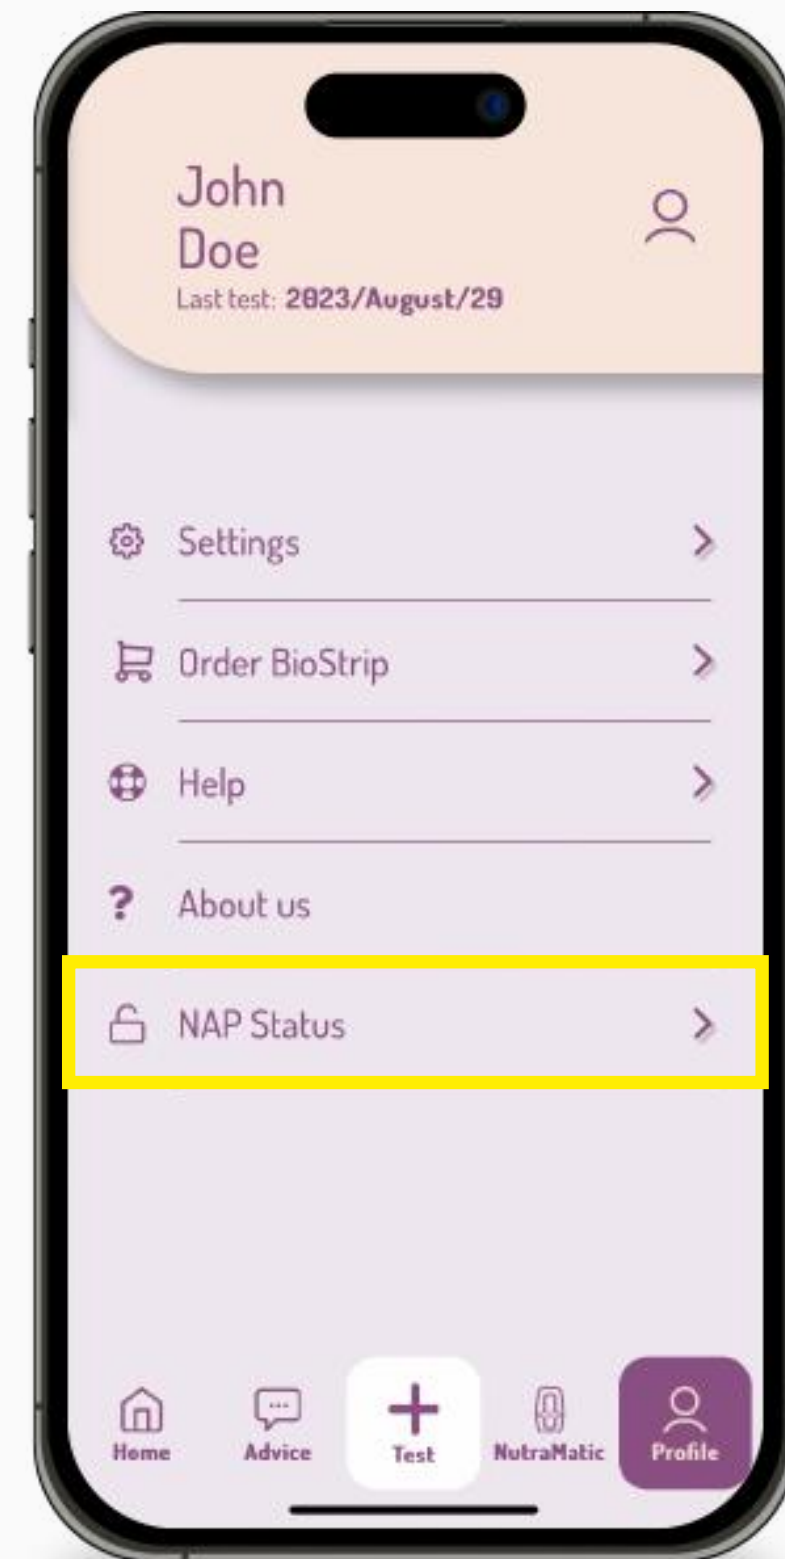 John
Doe
Last test: 2023/August/29
Settings
Order BioStrip
Help
? About us
NAP Status
Home Advice Test NutraMatic Profile